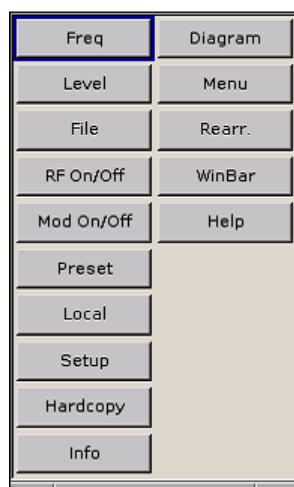 Freq Diagram
Level Menu
File Rearr.
RF On/Off WinBar
Mod On/Off Help
Preset
Local
Setup
Hardcopy
Info